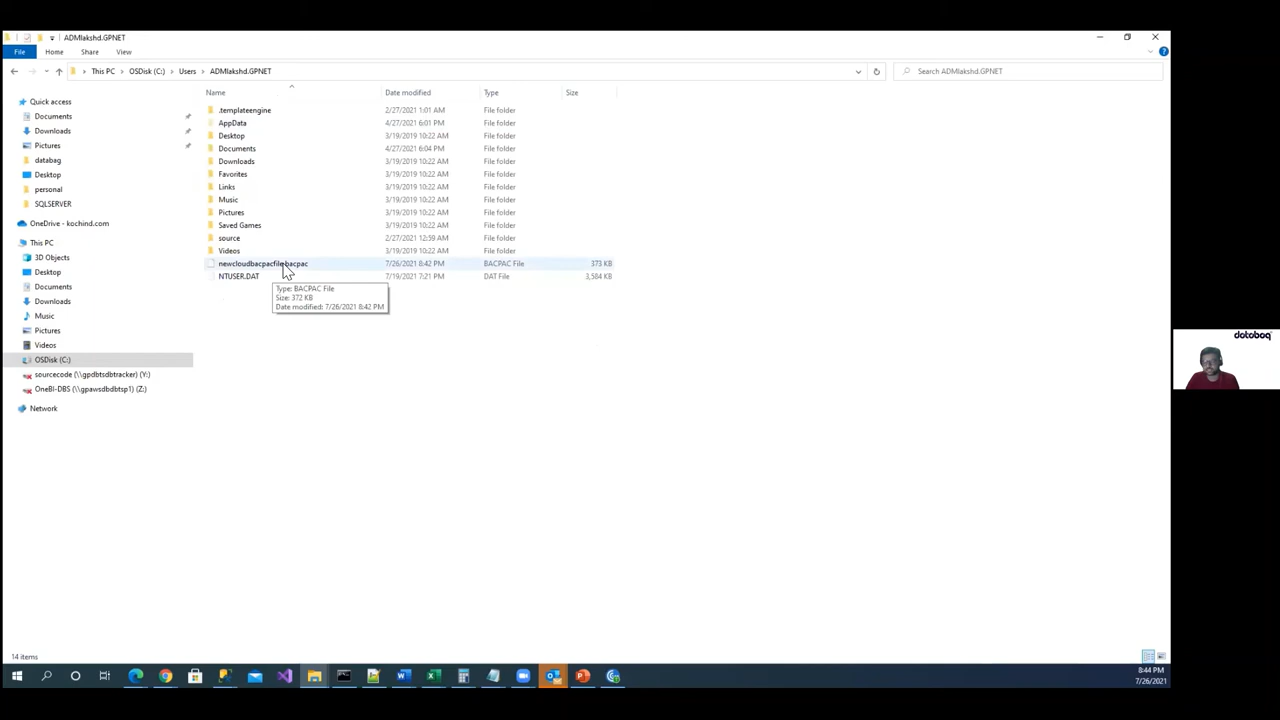 ADMlakshd.GPNET
File Home Share View
This PC OSDisk (C:) Users ADMlakshd.GPNET
Search ADMlakshd.GPNET
Name Date modified Type Size
Quick access
Documents
Downloads
Pictures
databag
Desktop
personal
SQLSERVER
OneDrive - kochind.com
This PC
3D Objects
Desktop
Documents
Downloads
Music
Pictures
Videos
OSDisk (C:)
sourcecode (\\gpdbtsdbtracker) (Y:)
OneBI-DBS (\\gpawsdbdbtsp1) (Z:)
Network
.templateengine 2/27/2021 1:01 AM File folder
AppData 4/27/2021 6:01 PM File folder
Desktop 3/19/2019 10:22 AM File folder
Documents 4/27/2021 6:04 PM File folder
Downloads 3/19/2019 10:22 AM File folder
Favorites 3/19/2019 10:22 AM File folder
Links 3/19/2019 10:22 AM File folder
Music 3/19/2019 10:22 AM File folder
Pictures 3/19/2019 10:22 AM File folder
Saved Games 3/19/2019 10:22 AM File folder
source 2/27/2021 12:59 AM File folder
Videos 3/19/2019 10:22 AM File folder
newcloudbacpacfile.bacpac 7/26/2021 8:42 PM BACPAC File 373 KB
NTUSER.DAT 7/19/2021 7:21 PM DAT File 3,584 KB
Type: BACPAC File
Size: 372 KB
Date modified: 7/26/2021 8:42 PM
databaq
14 items
8:44 PM
7/26/2021